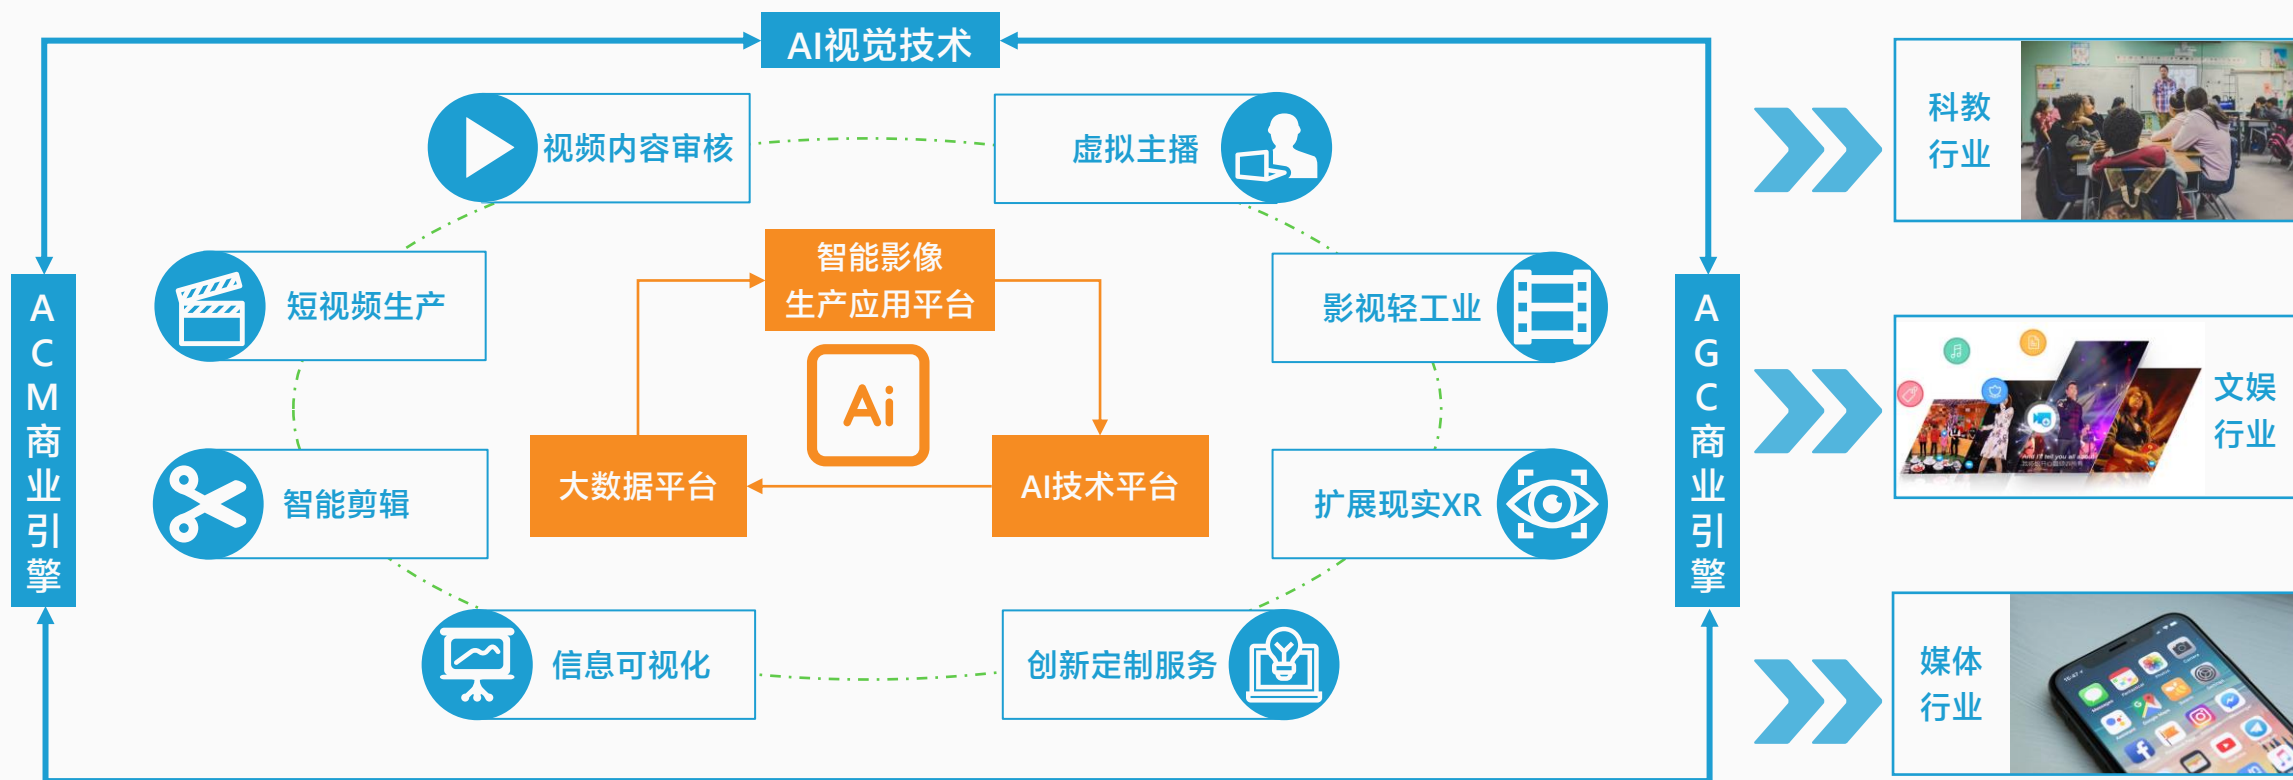 AI视觉技术
视频内容审核
虚拟主播
科教
行业
智能影像
生产应用平台
短视频生产
影视轻工业
A
C
M
商
业
引
擎
Ai
A
G
C
商
业
引
擎
文娱
行业
大数据平台
AI技术平台
智能剪辑
扩展现实XR
信息可视化
创新定制服务
媒体
行业